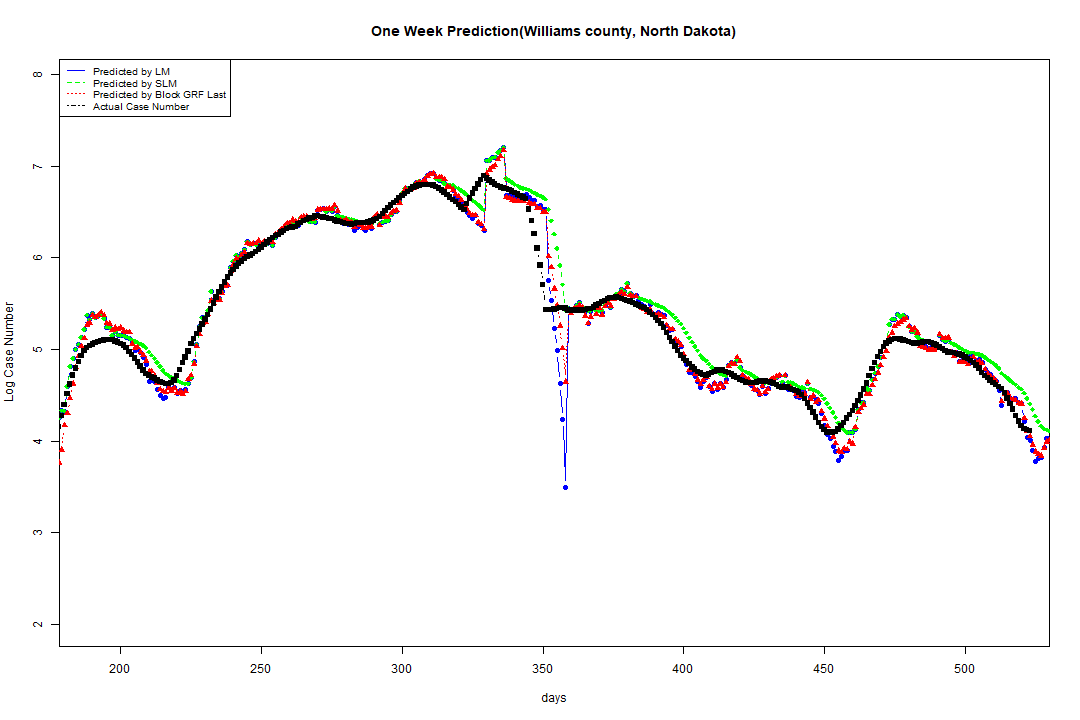 One Week Prediction(Williams county, North Dakota)
Predicted by LM
Predicted by SLM
Predicted by Block GRF Last
Actual Case Number
8
7
6
5
4
3
2
Log Case Number
200 250 300 350 400 450 500
days